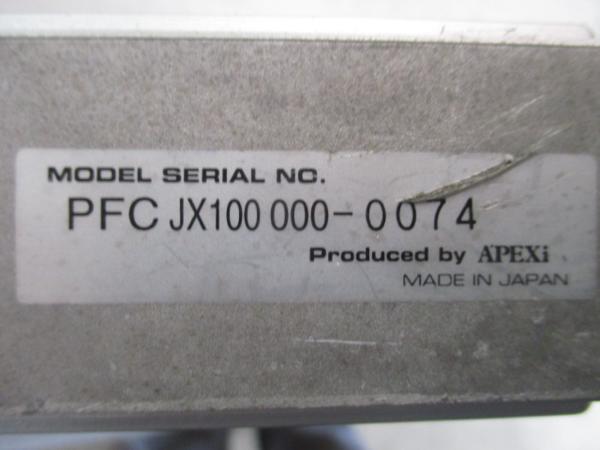 MODEL SERIAL NO.
PFC JX100 000-0074
Produced by APEXi
MADE IN JAPAN